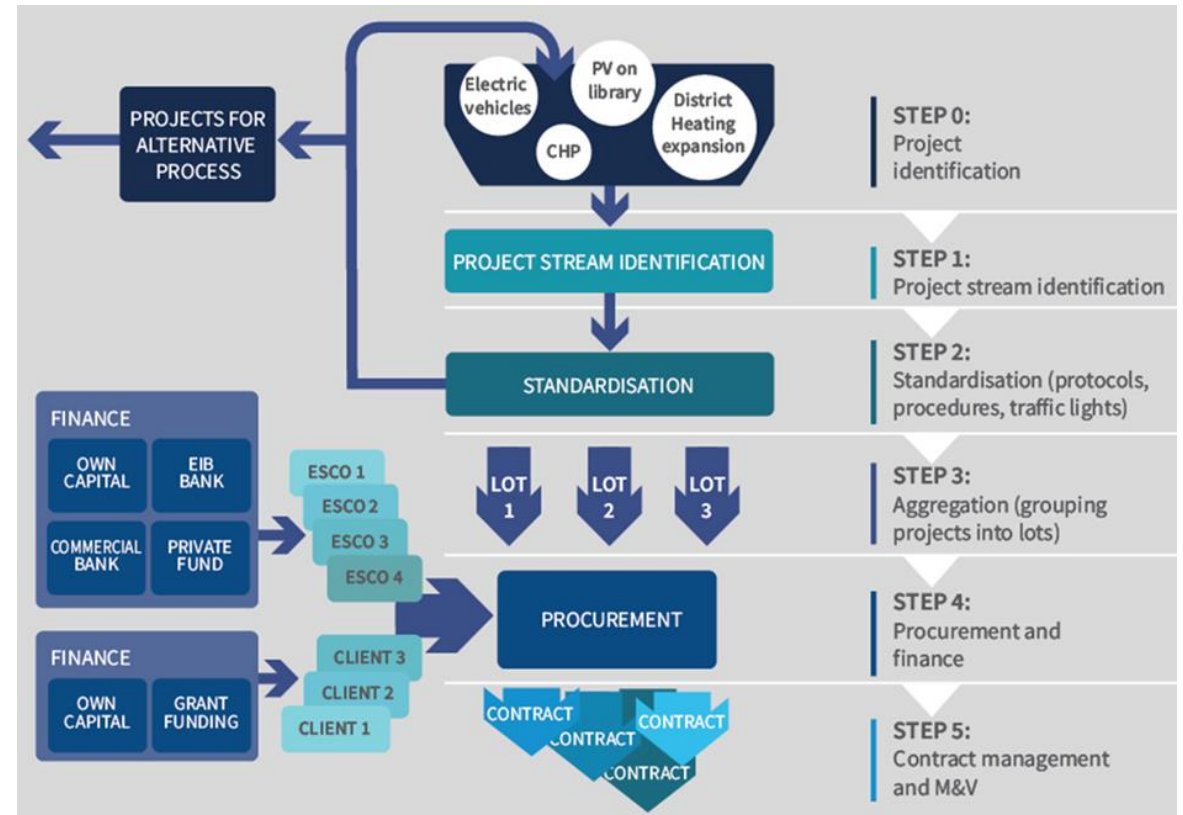 Electric
vehicles
PV on
library
District
Heating
expansion
CHP
PROJECTS FOR
ALTERNATIVE
PROCESS
STEP 0:
Project
identification
PROJECT STREAM IDENTIFICATION
STEP 1:
Project stream identification
STANDARDISATION
STEP 2:
Standardisation (protocols,
procedures, traffic lights)
FINANCE
OWN
CAPITAL
EIB
BANK
COMMERCIAL
BANK
PRIVATE
FUND
ESCO 1
ESCO 2
ESCO 3
ESCO 4
LOT
1
LOT
2
LOT
3
STEP 3:
Aggregation (grouping
projects into lots)
PROCUREMENT
STEP 4:
Procurement and
finance
FINANCE
OWN
CAPITAL
GRANT
FUNDING
CLIENT 3
CLIENT 2
CLIENT 1
CONTRACT
CONTRACT
CONTRACT
CONTRACT
STEP 5:
Contract management
and M&V